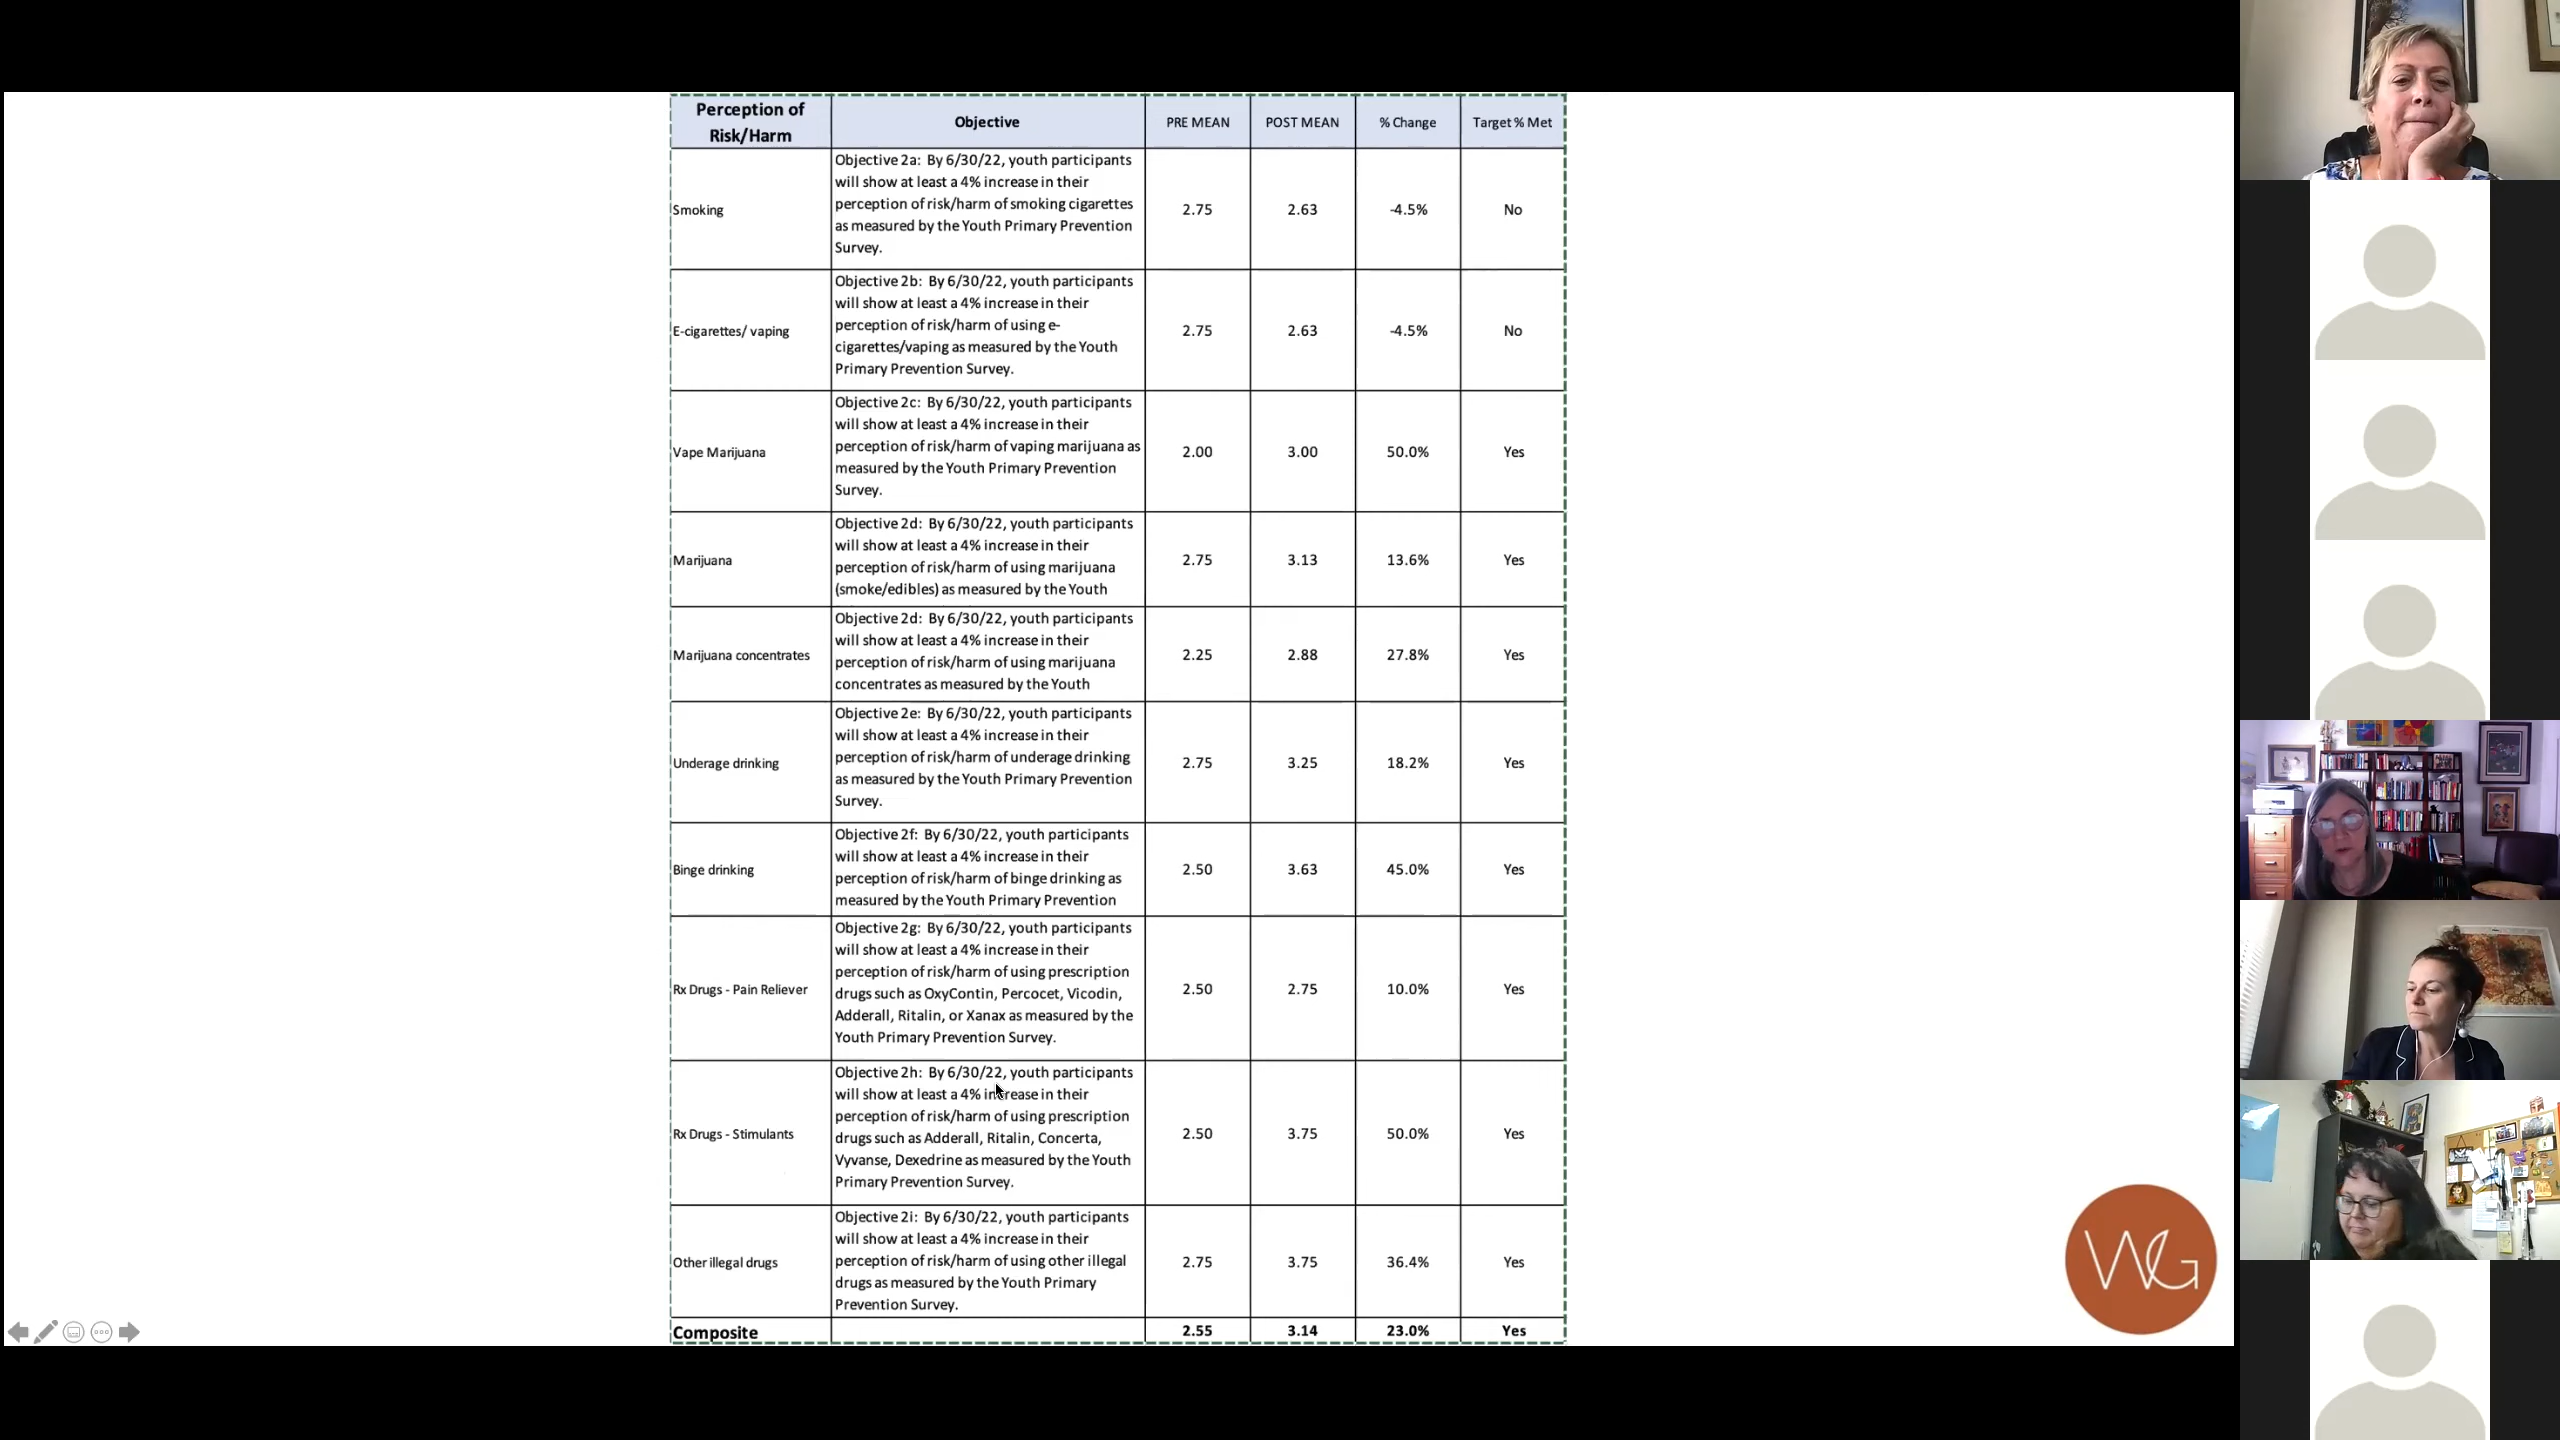 Perception of
Risk/Harm
Objective
PRE MEAN
POST MEAN
% Change
Target % Met
Smoking
Objective 2a: By 6/30/22, youth participants
will show at least a 4% increase in their
perception of risk/harm of smoking cigarettes
as measured by the Youth Primary Prevention
Survey.
2.75
2.63
-4.5%
No
E-cigarettes/ vaping
Objective 2b: By 6/30/22, youth participants
will show at least a 4% increase in their
perception of risk/harm of using e-
cigarettes/vaping as measured by the Youth
Primary Prevention Survey.
2.75
2.63
-4.5%
No
Vape Marijuana
Objective 2c: By 6/30/22, youth participants
will show at least a 4% increase in their
perception of risk/harm of vaping marijuana as
measured by the Youth Primary Prevention
Survey.
2.00
3.00
50.0%
Yes
Marijuana
Objective 2d: By 6/30/22, youth participants
will show at least a 4% increase in their
perception of risk/harm of using marijuana
(smoke/edibles) as measured by the Youth
2.75
3.13
13.6%
Yes
Marijuana concentrates
Objective 2d: By 6/30/22, youth participants
will show at least a 4% increase in their
perception of risk/harm of using marijuana
concentrates as measured by the Youth
2.25
2.88
27.8%
Yes
Underage drinking
Objective 2e: By 6/30/22, youth participants
will show at least a 4% increase in their
perception of risk/harm of underage drinking
as measured by the Youth Primary Prevention
Survey.
2.75
3.25
18.2%
Yes
Binge drinking
Objective 2f: By 6/30/22, youth participants
will show at least a 4% increase in their
perception of risk/harm of binge drinking as
measured by the Youth Primary Prevention
2.50
3.63
45.0%
Yes
Rx Drugs - Pain Reliever
Objective 2g: By 6/30/22, youth participants
will show at least a 4% increase in their
perception of risk/harm of using prescription
drugs such as OxyContin, Percocet, Vicodin,
Adderall, Ritalin, or Xanax as measured by the
Youth Primary Prevention Survey.
2.50
2.75
10.0%
Yes
Rx Drugs - Stimulants
Objective 2h: By 6/30/22, youth participants
will show at least a 4% increase in their
perception of risk/harm of using prescription
drugs such as Adderall, Ritalin, Concerta,
Vyvanse, Dexedrine as measured by the Youth
Primary Prevention Survey.
2.50
3.75
50.0%
Yes
Other illegal drugs
Objective 2i: By 6/30/22, youth participants
will show at least a 4% increase in their
perception of risk/harm of using other illegal
drugs as measured by the Youth Primary
Prevention Survey.
2.75
3.75
36.4%
Yes
Composite
2.55
3.14
23.0%
Yes
WG